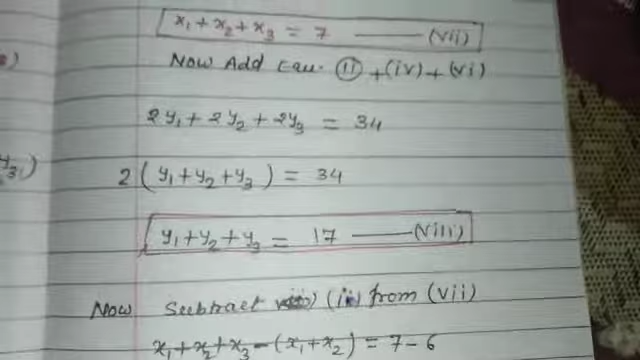 x₁+x₂+x₃ = 7 —— (vii)
Now Add Eau. (ii) +(iv)+(vi)
2y₁+2y₂+2y₃ = 34
2(y₁+y₂+y₃) = 34
y₁+y₂+y₃ = 17 —— (viii)
Now Subtract (i) from (vii)
x₁+x₂+x₃-(x₁+x₂) = 7-6